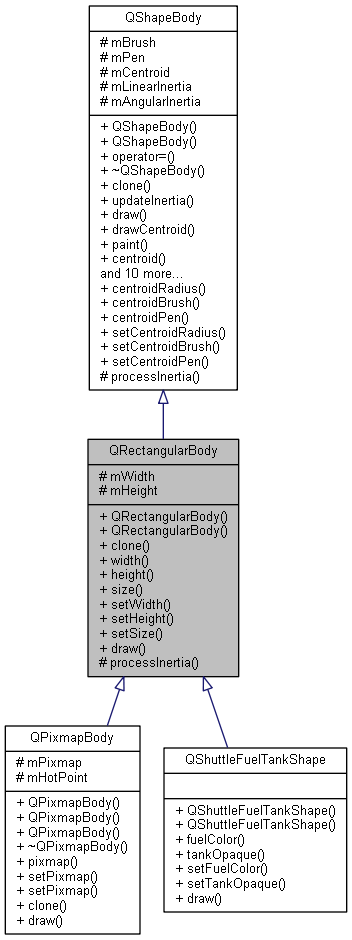 QShapeBody
# mBrush
# mPen
# mCentroid
# mLinearInertia
# mAngularInertia
+ QShapeBody()
+ QShapeBody()
+ operator=()
+ ~QShapeBody()
+ clone()
+ updateInertia()
+ draw()
+ drawCentroid()
+ paint()
+ centroid()
and 10 more...
+ centroidRadius()
+ centroidBrush()
+ centroidPen()
+ setCentroidRadius()
+ setCentroidBrush()
+ setCentroidPen()
# processInertia()
QRectangularBody
# mWidth
# mHeight
+ QRectangularBody()
+ QRectangularBody()
+ clone()
+ width()
+ height()
+ size()
+ setWidth()
+ setHeight()
+ setSize()
+ draw()
# processInertia()
QPixmapBody
# mPixmap
# mHotPoint
+ QPixmapBody()
+ QPixmapBody()
+ QPixmapBody()
+ ~QPixmapBody()
+ pixmap()
+ setPixmap()
+ setPixmap()
+ clone()
+ draw()
QShuttleFuelTankShape
+ QShuttleFuelTankShape()
+ QShuttleFuelTankShape()
+ fuelColor()
+ tankOpaque()
+ setFuelColor()
+ setTankOpaque()
+ draw()